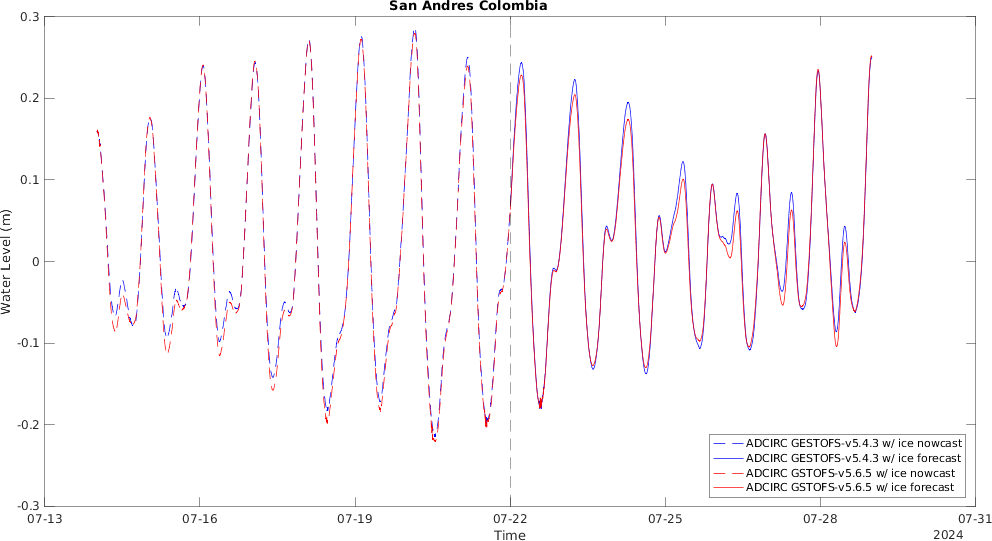 San Andres Colombia
0.3
0.2
0.1
0
-0.1
-0.2
-0.3
Water Level (m)
ADCIRC GESTOFS-v5.4.3 w/ ice nowcast
ADCIRC GESTOFS-v5.4.3 w/ ice forecast
ADCIRC GSTOFS-v5.6.5 w/ ice nowcast
ADCIRC GSTOFS-v5.6.5 w/ ice forecast
07-13 07-16 07-19 07-22 07-25 07-28 07-31
Time
2024